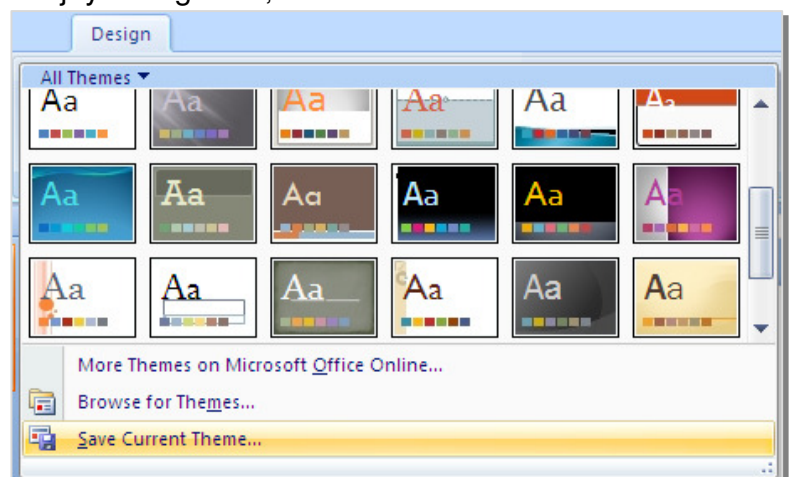 Design
All Themes
Aa Aa Aa Aa Aa Aa
Aa Aa Aa Aa Aa Aa
Aa Aa Aa Aa Aa Aa
More Themes on Microsoft Office Online...
Browse for Themes...
Save Current Theme...